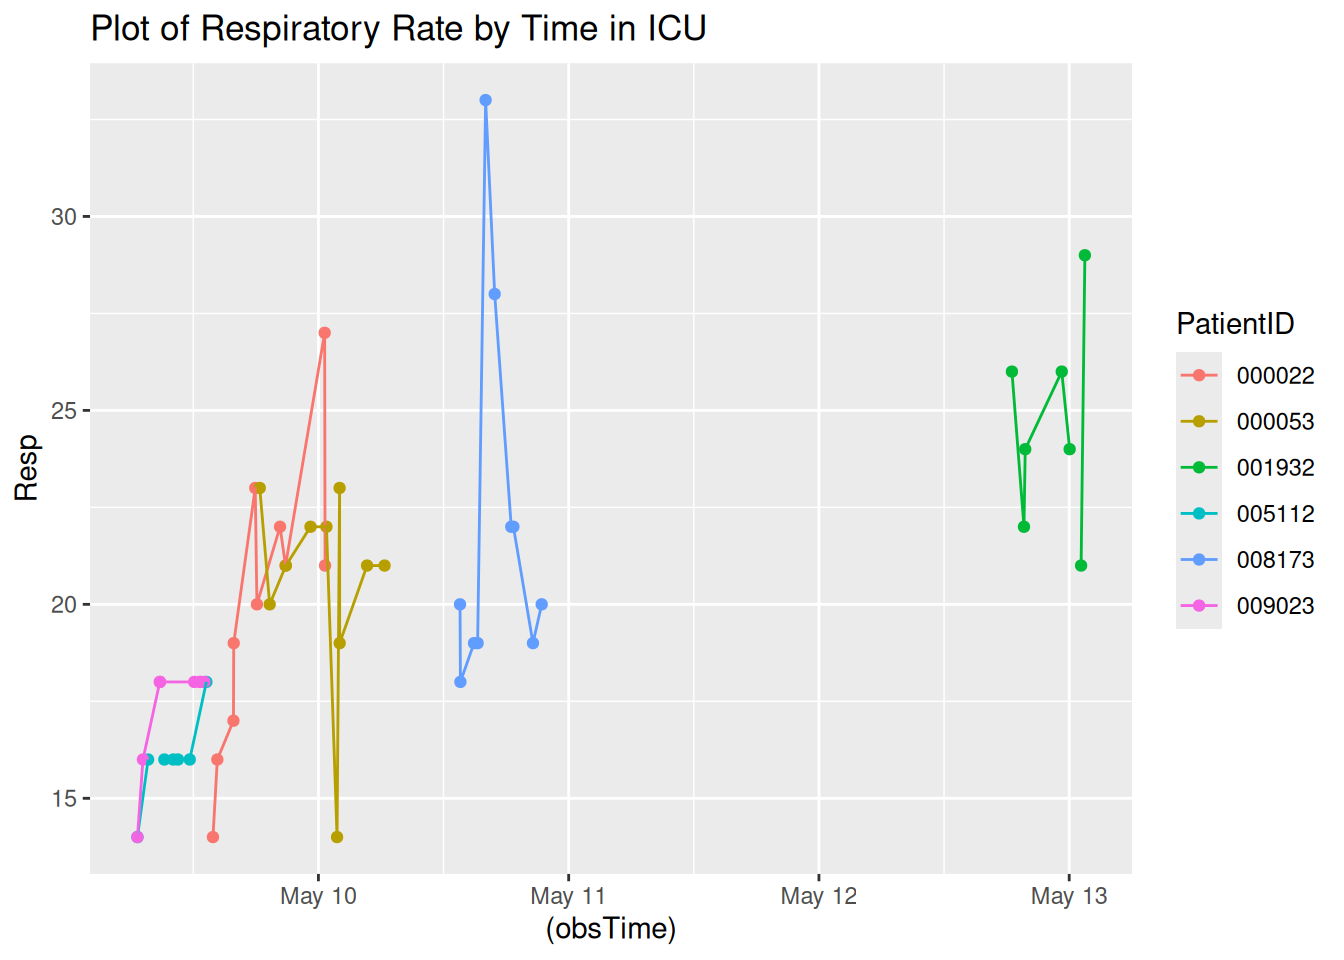 Plot of Respiratory Rate by Time in ICU
30
25
20
15
Resp
May 10
May 11
May 12
May 13
(obsTime)
PatientID
000022
000053
001932
005112
008173
009023